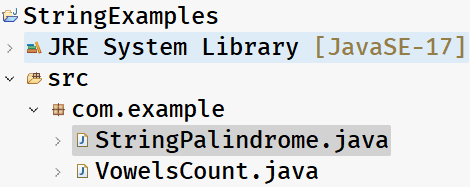 StringExamples
JRE System Library [JavaSE-17]
src
com.example
StringPalindrome.java
VowelsCount.java